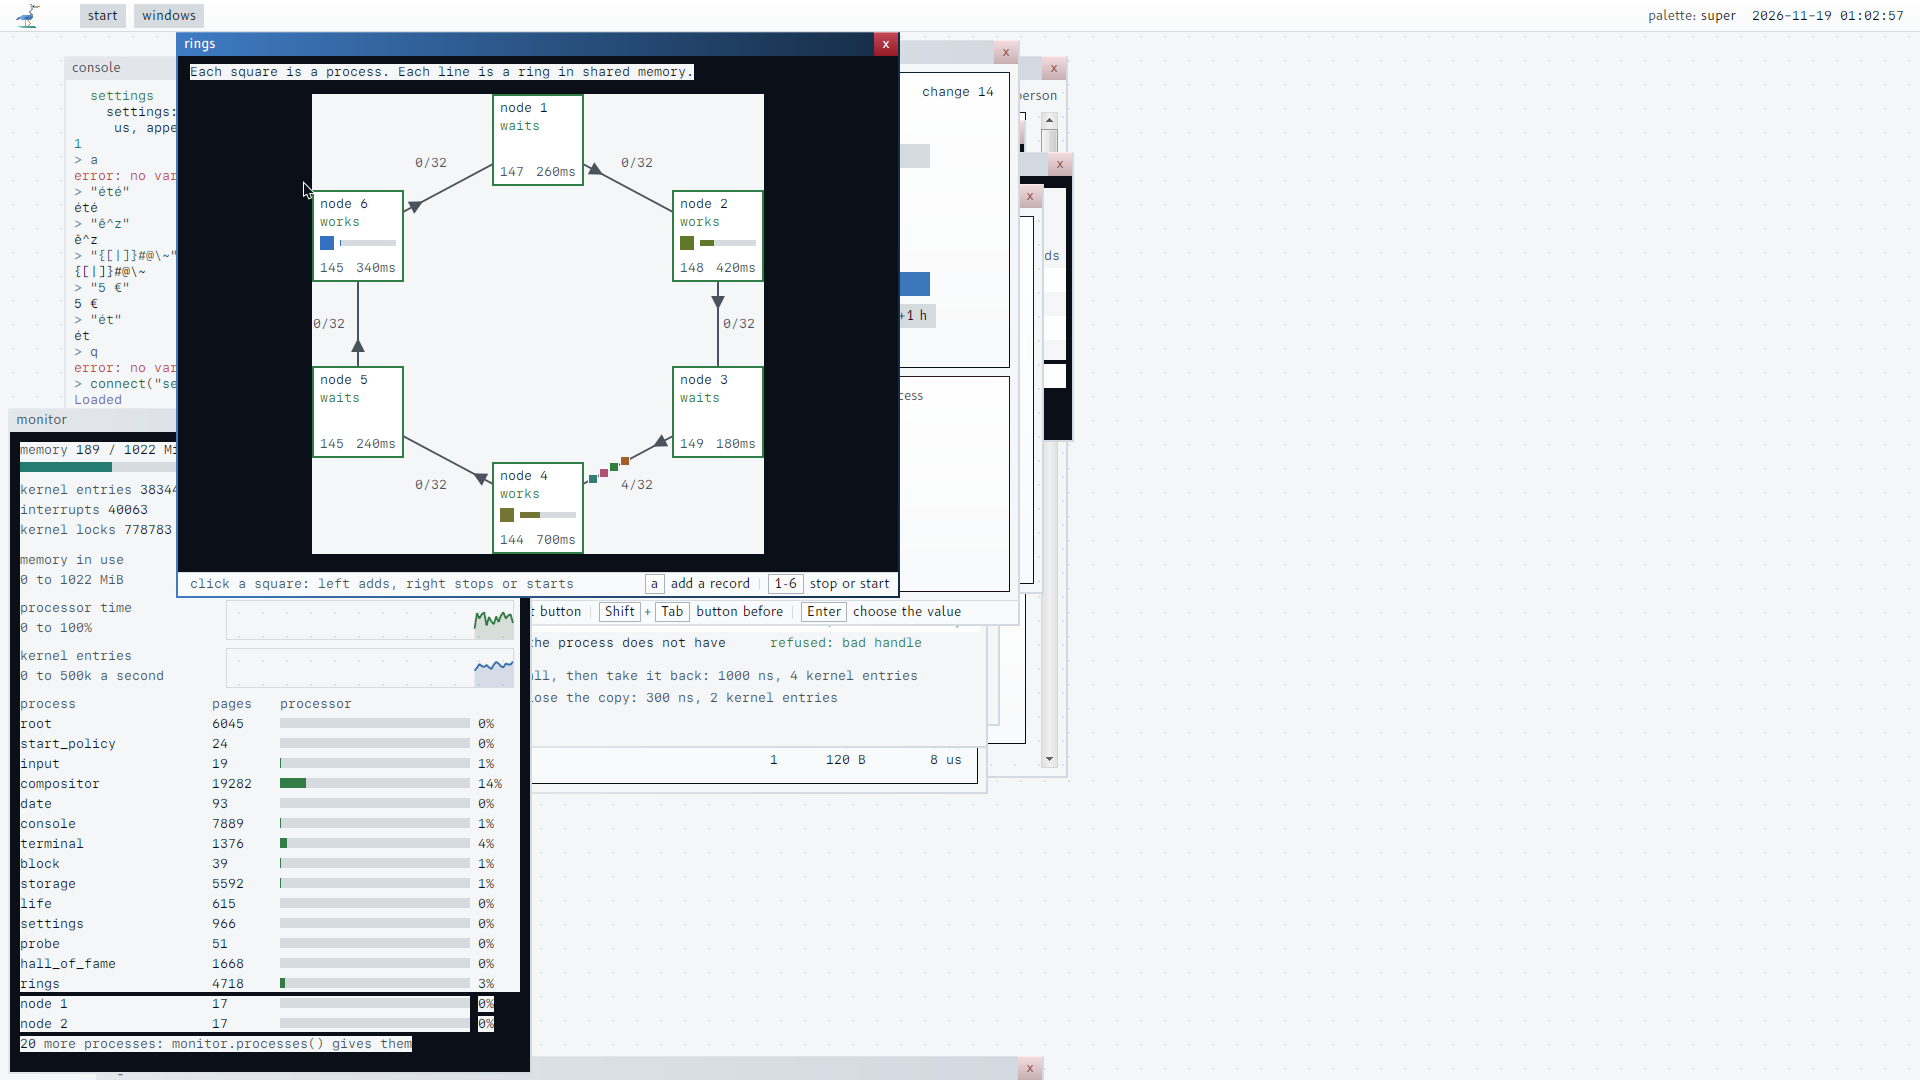 start windows palette: super 2026-11-19 01:02:57
rings x
Each square is a process. Each line is a ring in shared memory.
node 1
waits
147 260ms
0/32
0/32
node 6
works
145 340ms
node 2
works
148 420ms
0/32
0/32
node 5
waits
145 240ms
node 3
waits
149 180ms
node 4
works
144 700ms
0/32
4/32
click a square: left adds, right stops or starts a add a record 1-6 stop or start
console
settings
settings:
us, appe
1
> a
error: no var
> "été"
été
> "ê^z"
ê^z
> "{[|]}#@\~"
{[|]}#@\~
> "5 €"
5 €
> "ét"
ét
> q
error: no var
> connect("se
Loaded
monitor
memory 189 / 1022 Mi
kernel entries 38344
interrupts 40063
kernel locks 778783
memory in use
0 to 1022 MiB
processor time
0 to 100%
kernel entries
0 to 500k a second
process pages processor
root 6045 0%
start_policy 24 0%
input 19 1%
compositor 19282 14%
date 93 0%
console 7889 1%
terminal 1376 4%
block 39 1%
storage 5592 1%
life 615 0%
settings 966 0%
probe 51 0%
hall_of_fame 1668 0%
rings 4718 3%
node 1 17 0%
node 2 17 0%
20 more processes: monitor.processes() gives them
x
x
change 14
erson
x
x
ds
+1 h
cess
t button Shift + Tab button before Enter choose the value
the process does not have refused: bad handle
all, then take it back: 1000 ns, 4 kernel entries
lose the copy: 300 ns, 2 kernel entries
1 120 B 8 us
x